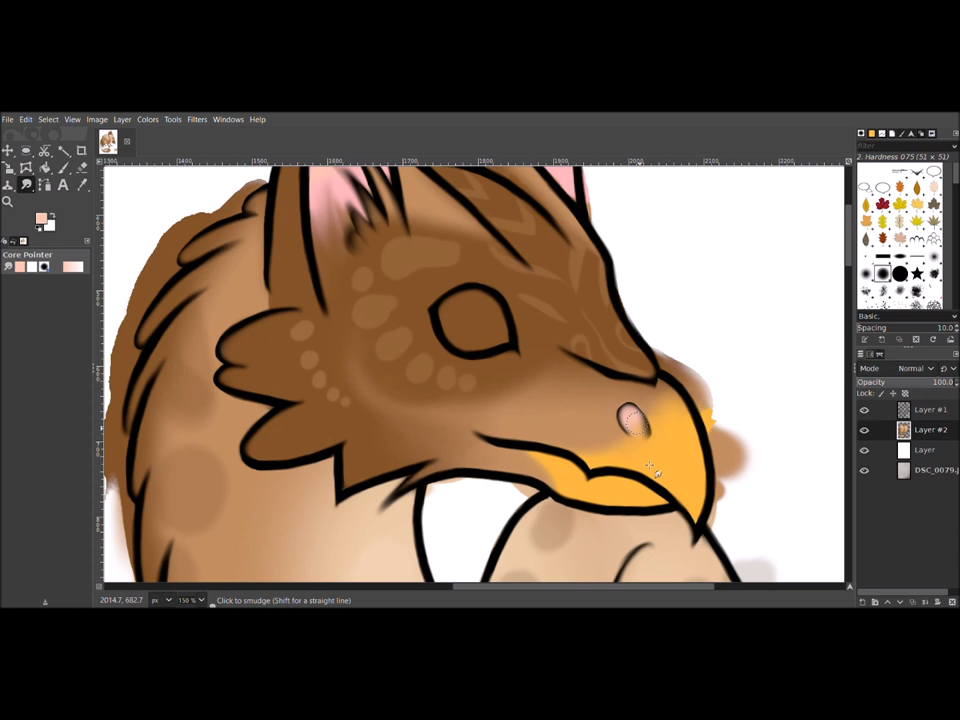 File Edit Select View Image Layer Colors Tools Filters Windows Help
1400 1500 1600 1700 1800 1900 2000 2100 2200
filter
2. Hardness 075 (51 × 51)
Core Pointer
Basic.
Spacing 10.0
Mode Normal
Opacity 100.0
Lock:
Layer #1
Layer #2
Layer
DSC_0079.J
2014.7, 682.7 px 150 % Click to smudge (Shift for a straight line)